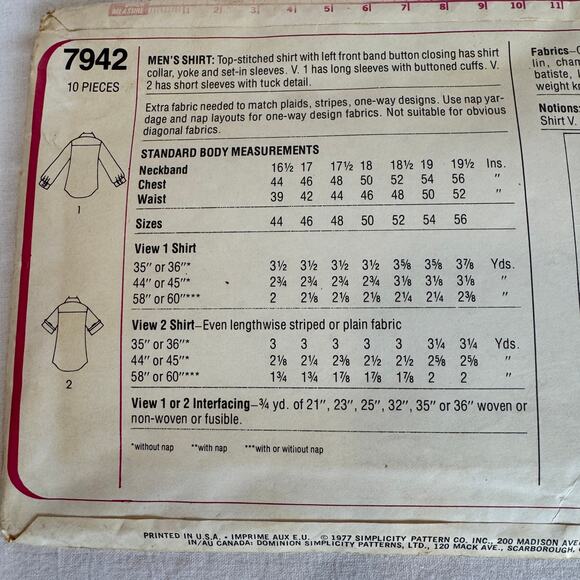 MEASURE 3 4 5 6 7 8 9 10 11
7942
10 PIECES
MEN'S SHIRT: Top-stitched shirt with left front band button closing has shirt
collar, yoke and set-in sleeves. V. 1 has long sleeves with buttoned cuffs. V.
2 has short sleeves with tuck detail.
Extra fabric needed to match plaids, stripes, one-way designs. Use nap yar-
dage and nap layouts for one-way design fabrics. Not suitable for obvious
diagonal fabrics.
STANDARD BODY MEASUREMENTS
Neckband 16½ 17 17½ 18 18½ 19 19½ Ins.
Chest 44 46 48 50 52 54 56 "
Waist 39 42 44 46 48 50 52 "
Sizes 44 46 48 50 52 54 56
View 1 Shirt
35" or 36"* 3½ 3½ 3½ 3½ 3⅝ 3⅝ 3⅞ Yds.
44" or 45"* 2¾ 2¾ 2¾ 2¾ 3⅛ 3⅛ 3⅛ "
58" or 60"*** 2 2⅛ 2⅛ 2⅛ 2¼ 2¼ 2⅜ "
View 2 Shirt–Even lengthwise striped or plain fabric
35" or 36"* 3 3 3 3 3 3¼ 3¼ Yds.
44" or 45"* 2⅛ 2¼ 2⅜ 2½ 2½ 2⅝ 2⅝ "
58" or 60"*** 1¾ 1¾ 1⅞ 1⅞ 1⅞ 2 2 "
View 1 or 2 Interfacing–¾ yd. of 21", 23", 25", 32", 35" or 36" woven or
non-woven or fusible.
*without nap **with nap ***with or without nap
1
2
Fabrics–
lin, cham
batiste,
weight k
Notions:
Shirt V.
PRINTED IN U.S.A. • IMPRIME AUX E.U. © 1977 SIMPLICITY PATTERN CO. INC., 200 MADISON AVE
IN/AU CANADA: DOMINION SIMPLICITY PATTERNS, LTD., 120 MACK AVE., SCARBOROUGH,